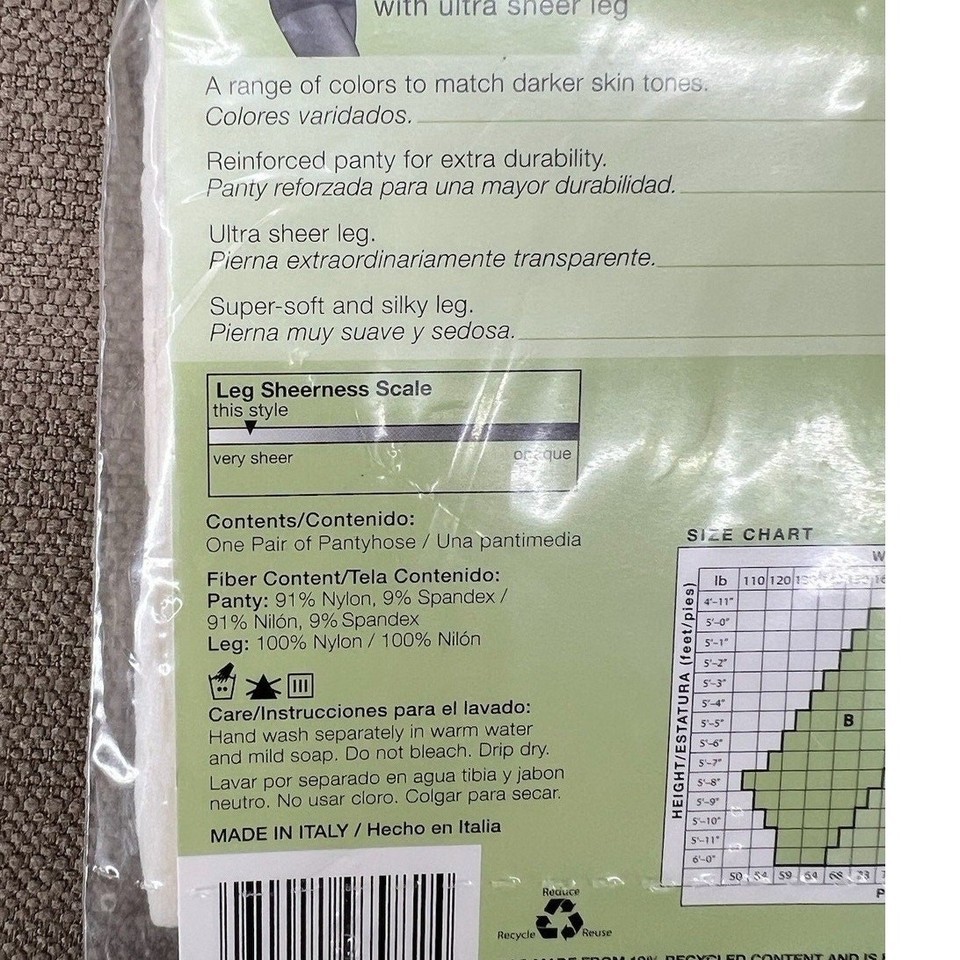 with ultra sheer leg
A range of colors to match darker skin tones.
Colores varidados.
Reinforced panty for extra durability.
Panty reforzada para una mayor durabilidad.
Ultra sheer leg.
Pierna extraordinariamente transparente.
Super-soft and silky leg.
Pierna muy suave y sedosa.
Leg Sheerness Scale
this style
very sheer opaque
Contents/Contenido:
One Pair of Pantyhose / Una pantimedia
Fiber Content/Tela Contenido:
Panty: 91% Nylon, 9% Spandex /
91% Nilón, 9% Spandex
Leg: 100% Nylon / 100% Nilón
Care/Instrucciones para el lavado:
Hand wash separately in warm water
and mild soap. Do not bleach. Drip dry.
Lavar por separado en agua tibia y jabon
neutro. No usar cloro. Colgar para secar.
MADE IN ITALY / Hecho en Italia
SIZE CHART
W
lb 110 120
HEIGHT/ESTATURA (feet/pies)
4'-11"
5'-0"
5'-1"
5'-2"
5'-3"
5'-4"
5'-5"
B
5'-6"
5'-7"
5'-8"
5'-9"
5'-10"
5'-11"
6'-0"
50 54 59 64 68 73
P
Reduce
Recycle Reuse
MADE FROM 10% RECYCLED CONTENT AND IS